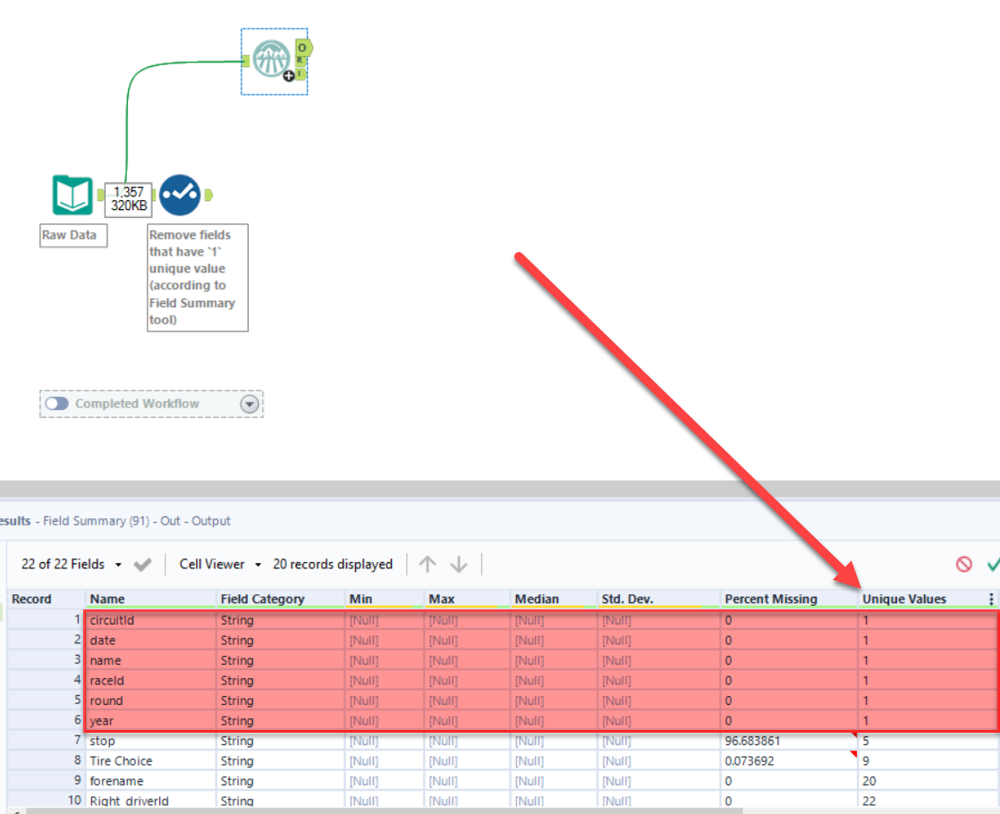 O
R
I
1,357
320KB
Raw Data
Remove fields
that have `1`
unique value
(according to
Field Summary
tool)
Completed Workflow
esults - Field Summary (91) - Out - Output
22 of 22 Fields Cell Viewer 20 records displayed
Record Name Field Category Min Max Median Std. Dev. Percent Missing Unique Values
1 circuitId String [Null] [Null] [Null] [Null] 0 1
2 date String [Null] [Null] [Null] [Null] 0 1
3 name String [Null] [Null] [Null] [Null] 0 1
4 raceId String [Null] [Null] [Null] [Null] 0 1
5 round String [Null] [Null] [Null] [Null] 0 1
6 year String [Null] [Null] [Null] [Null] 0 1
7 stop String [Null] [Null] [Null] [Null] 96.683861 5
8 Tire Choice String [Null] [Null] [Null] [Null] 0.073692 9
9 forename String [Null] [Null] [Null] [Null] 0 20
10 Right_driverId String [Null] [Null] [Null] [Null] 0 22